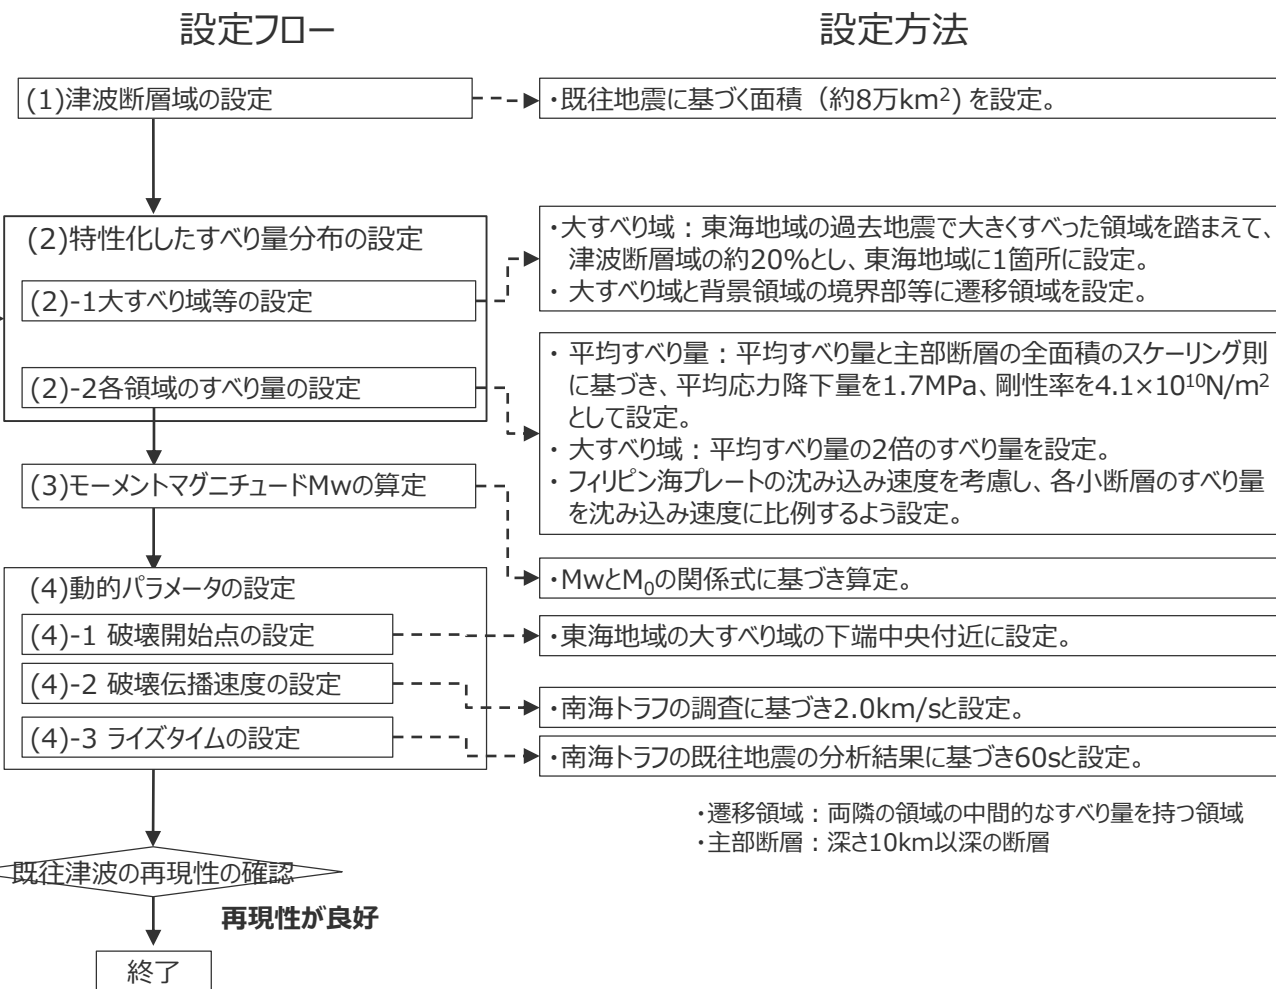 設定フロー
設定方法
(1)津波断層域の設定
・既往地震に基づく面積（約8万km²) を設定。
(2)特性化したすべり量分布の設定
(2)-1大すべり域等の設定
・大すべり域：東海地域の過去地震で大きくすべった領域を踏まえて、
津波断層域の約20%とし、東海地域に1箇所に設定。
・ 大すべり域と背景領域の境界部等に遷移領域を設定。
(2)-2各領域のすべり量の設定
・ 平均すべり量：平均すべり量と主部断層の全面積のスケーリング則
に基づき、平均応力降下量を1.7MPa、剛性率を4.1×10¹⁰N/m²
として設定。
・ 大すべり域：平均すべり量の2倍のすべり量を設定。
・ フィリピン海プレートの沈み込み速度を考慮し、各小断層のすべり量
を沈み込み速度に比例するよう設定。
(3)モーメントマグニチュードMwの算定
・MwとM₀の関係式に基づき算定。
(4)動的パラメータの設定
(4)-1 破壊開始点の設定
・東海地域の大すべり域の下端中央付近に設定。
(4)-2 破壊伝播速度の設定
・南海トラフの調査に基づき2.0km/sと設定。
(4)-3 ライズタイムの設定
・南海トラフの既往地震の分析結果に基づき60sと設定。
・遷移領域：両隣の領域の中間的なすべり量を持つ領域
・主部断層：深さ10km以深の断層
既往津波の再現性の確認
再現性が良好
終了